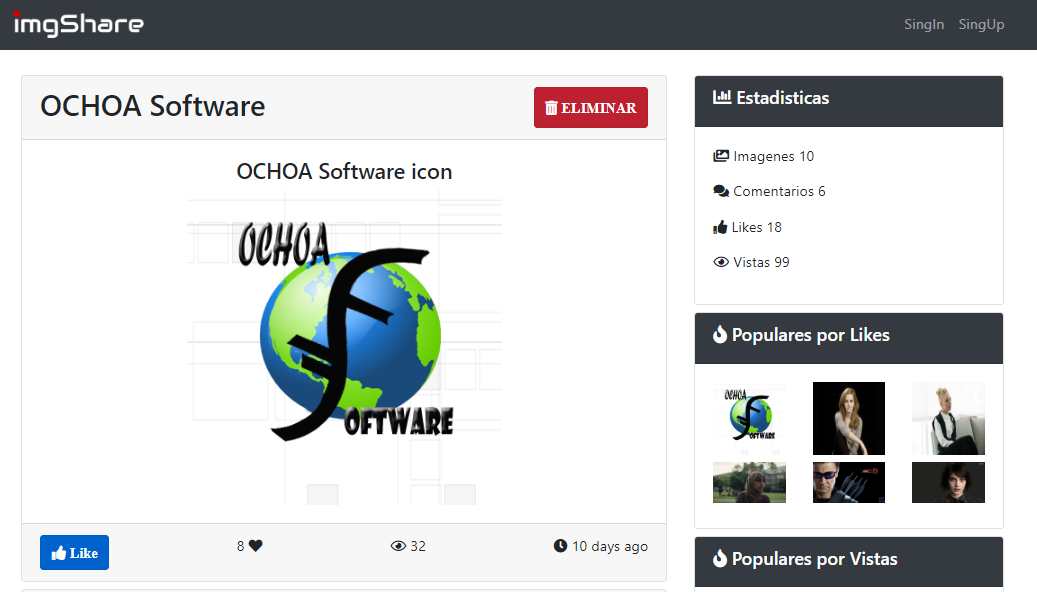 imgShare
SingIn SingUp
OCHOA Software
ELIMINAR
OCHOA Software icon
OCHOA
SOFTWARE
Like
8
32
10 days ago
Estadisticas
Imagenes 10
Comentarios 6
Likes 18
Vistas 99
Populares por Likes
OCHOA
SOFTWARE
Populares por Vistas